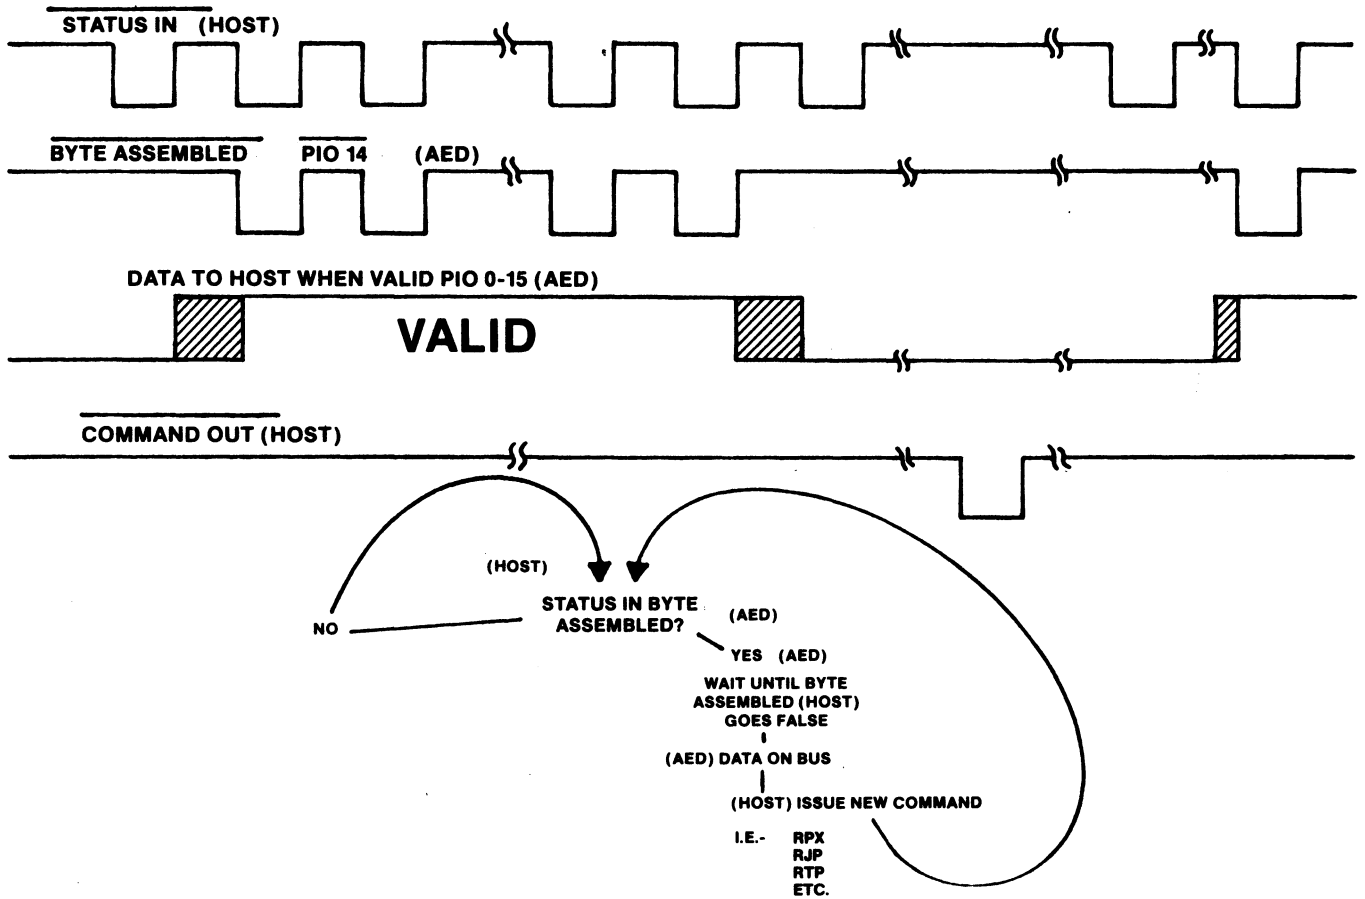 STATUS IN (HOST)
BYTE ASSEMBLED PIO 14 (AED)
DATA TO HOST WHEN VALID PIO 0-15 (AED)
VALID
COMMAND OUT (HOST)
(HOST)
STATUS IN BYTE
ASSEMBLED?
(AED)
NO
YES (AED)
WAIT UNTIL BYTE
ASSEMBLED (HOST)
GOES FALSE
(AED) DATA ON BUS
(HOST) ISSUE NEW COMMAND
I.E.- RPX
RJP
RTP
ETC.